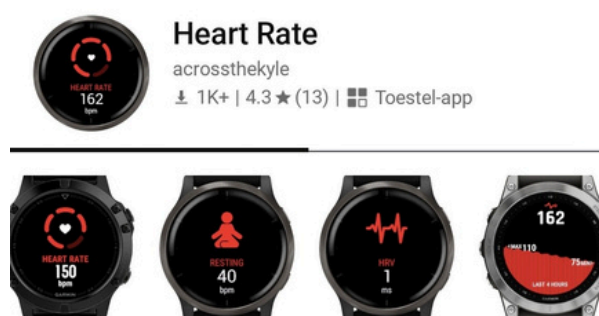 Heart Rate
acrossthekyle
1K+ | 4.3★ (13) | Toestel-app
HEART RATE
162
bpm
HEART RATE
150
bpm
GARMIN
RESTING
40
bpm
HRV
1
ms
162
110
75
LAST 4 HOURS